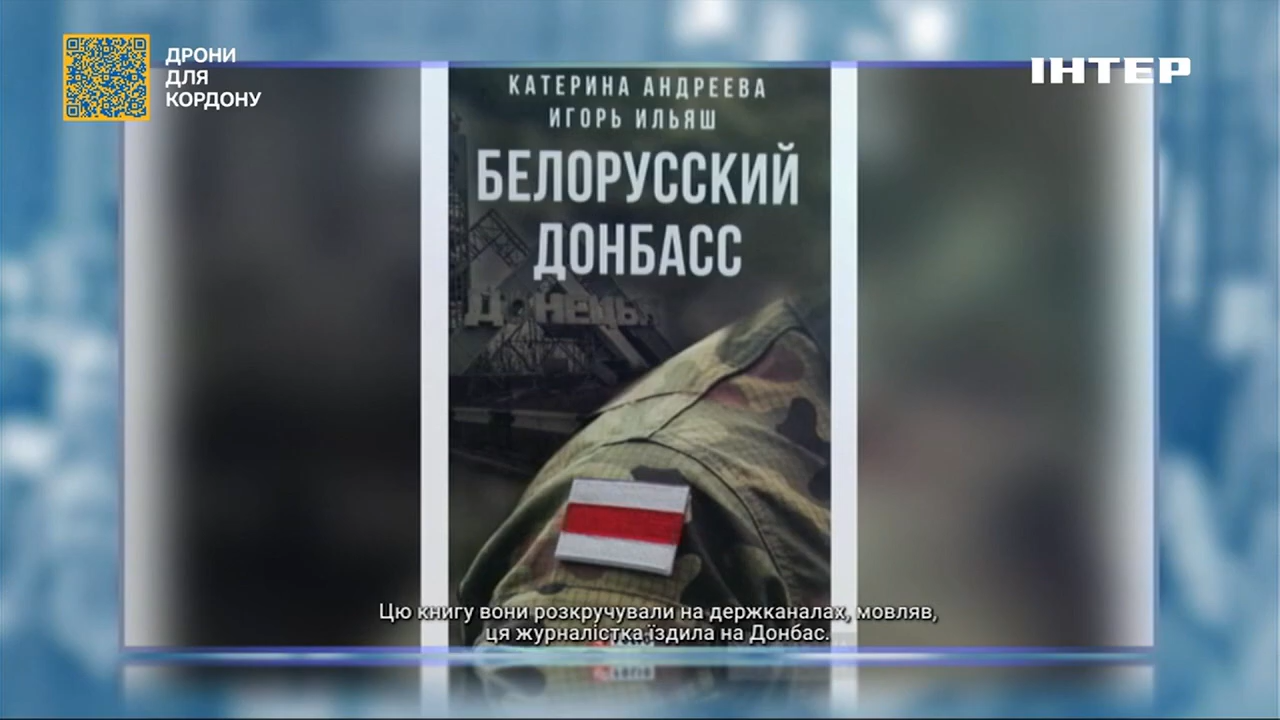 ДРОНИ
ДЛЯ
КОРДОНУ
ІНТЕР
КАТЕРИНА АНДРЕЕВА
ИГОРЬ ИЛЬЯШ
БЕЛОРУССКИЙ
ДОНБАСС
ДОНЕЦЬК
Цю книгу вони розкручували на держканалах, мовляв,
ця журналістка їздила на Донбас.